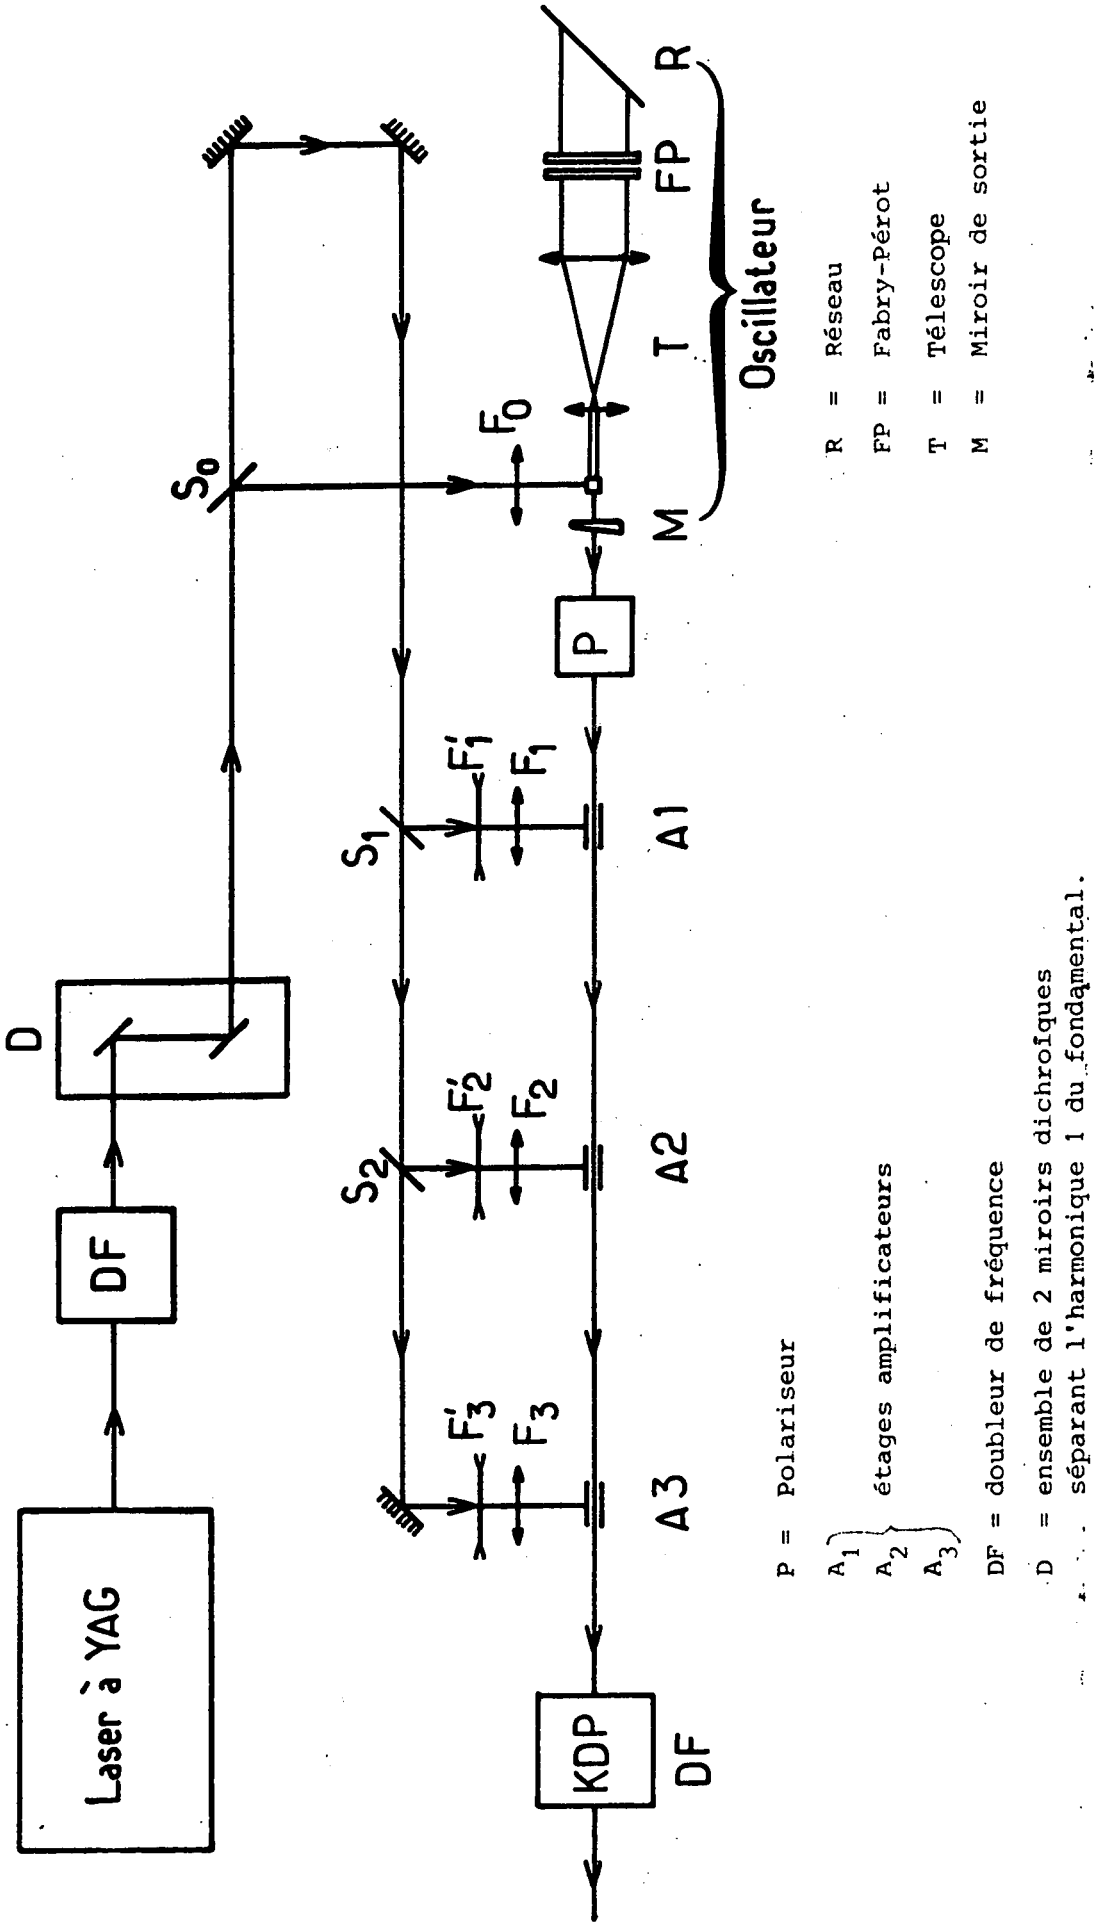 Laser à YAG
DF
D
S0
S1
S2
F'3
F3
F'2
F2
F'1
F1
F0
KDP
DF
A3
A2
A1
P
M
T
FP
R
Oscillateur
P = Polariseur
A1
A2 étages amplificateurs
A3
DF = doubleur de fréquence
D = ensemble de 2 miroirs dichroïques
séparant l'harmonique 1 du fondamental.
R = Réseau
FP = Fabry-Pérot
T = Télescope
M = Miroir de sortie